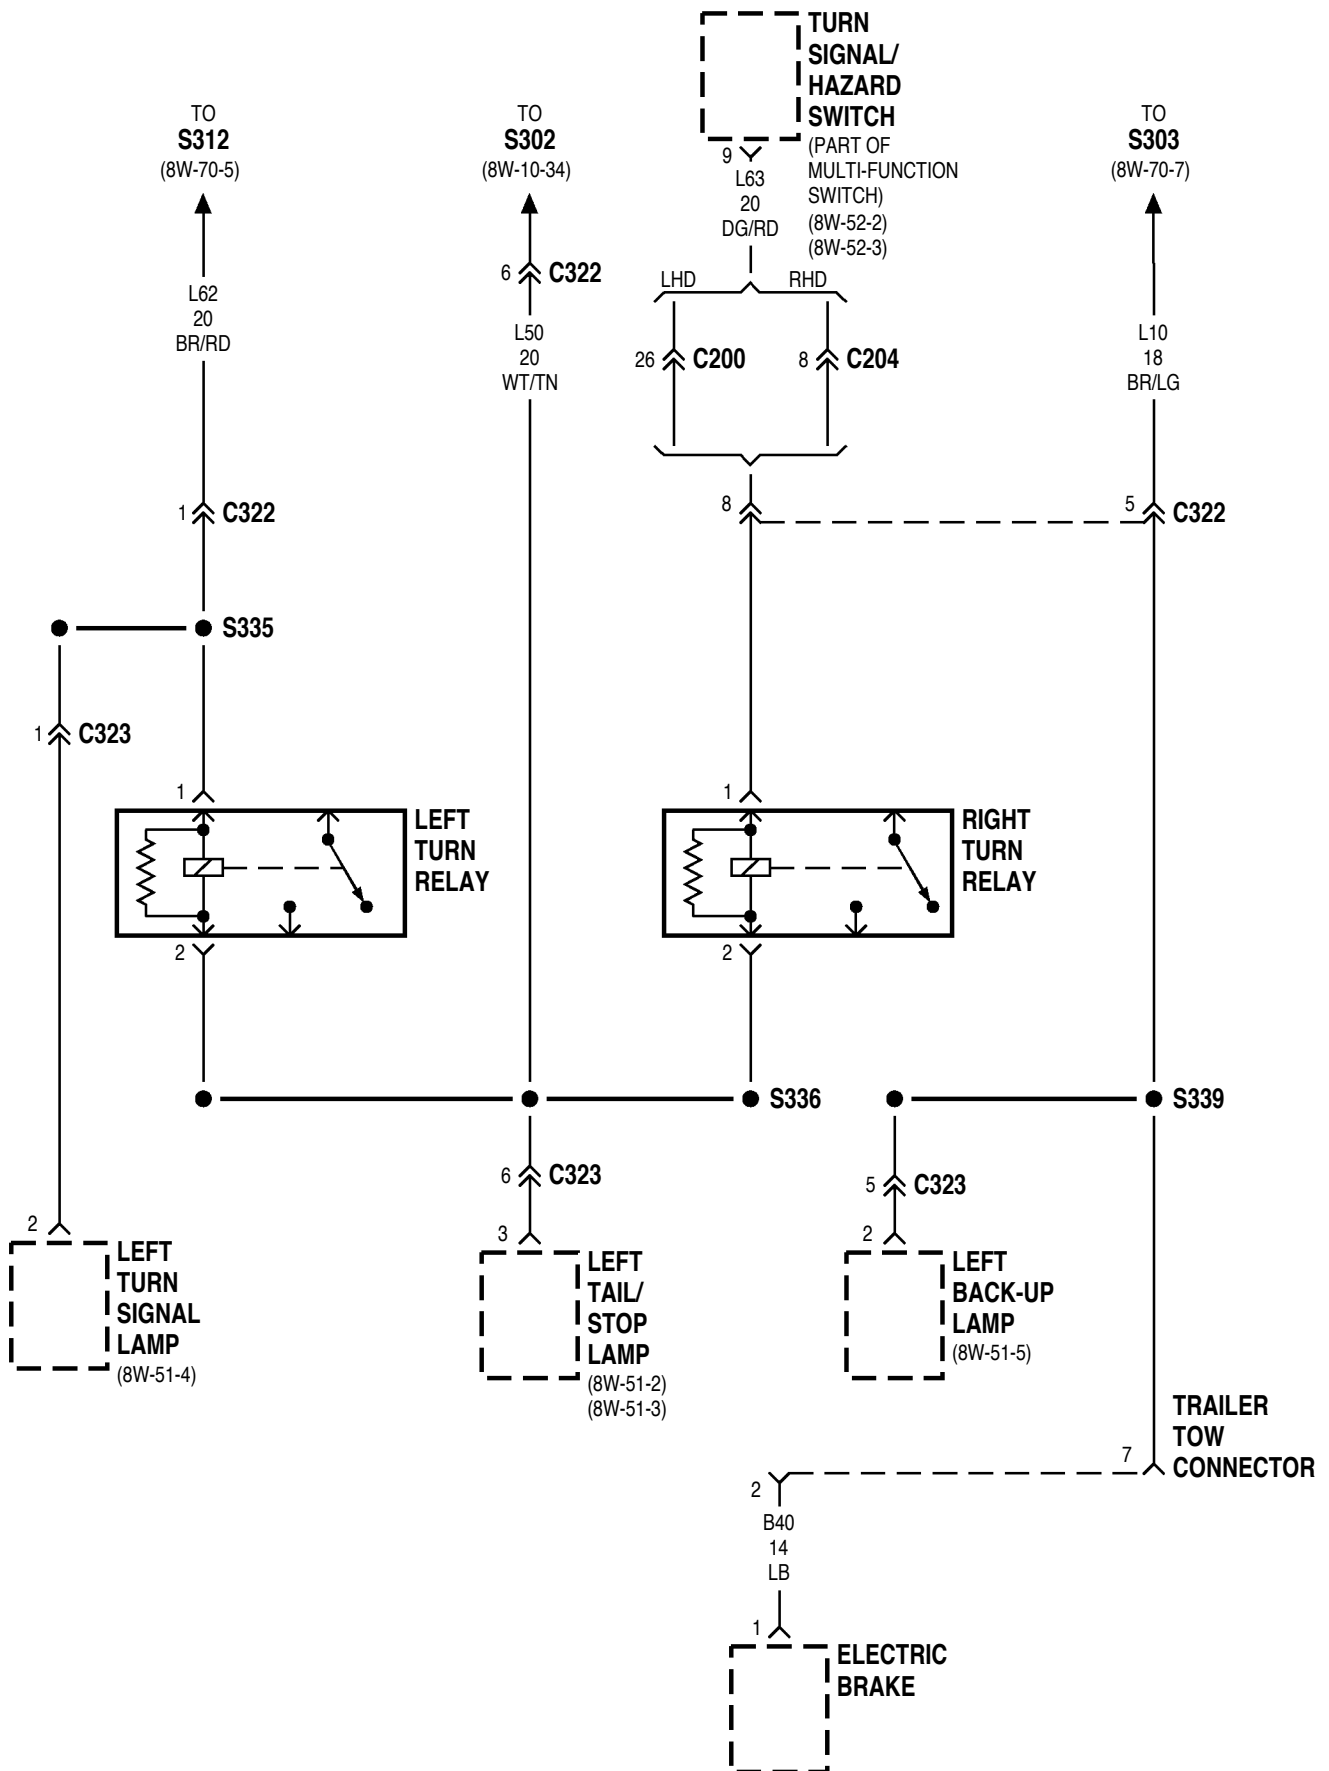 TURN
SIGNAL/
HAZARD
SWITCH
(PART OF
MULTI-FUNCTION
SWITCH)
(8W-52-2)
(8W-52-3)
TO
S312
(8W-70-5)
TO
S302
(8W-10-34)
TO
S303
(8W-70-7)
9
L63
20
DG/RD
6
C322
LHD
RHD
L62
20
BR/RD
L50
20
WT/TN
26
C200
8
C204
L10
18
BR/LG
1
C322
8
5
C322
S335
1
C323
1
LEFT
TURN
RELAY
2
1
RIGHT
TURN
RELAY
2
S336
S339
6
C323
5
C323
2
LEFT
TURN
SIGNAL
LAMP
(8W-51-4)
3
LEFT
TAIL/
STOP
LAMP
(8W-51-2)
(8W-51-3)
2
LEFT
BACK-UP
LAMP
(8W-51-5)
7
TRAILER
TOW
CONNECTOR
2
B40
14
LB
1
ELECTRIC
BRAKE